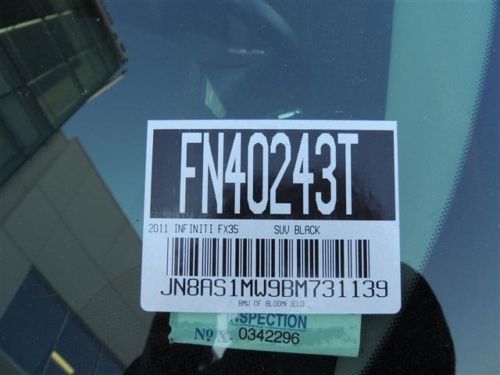 FN40243T
2011 INFINITI FX35 SUV BLACK
JN8AS1MW9BM731139
BMW OF BLOOMFIELD
INSPECTION
No X. 0342296